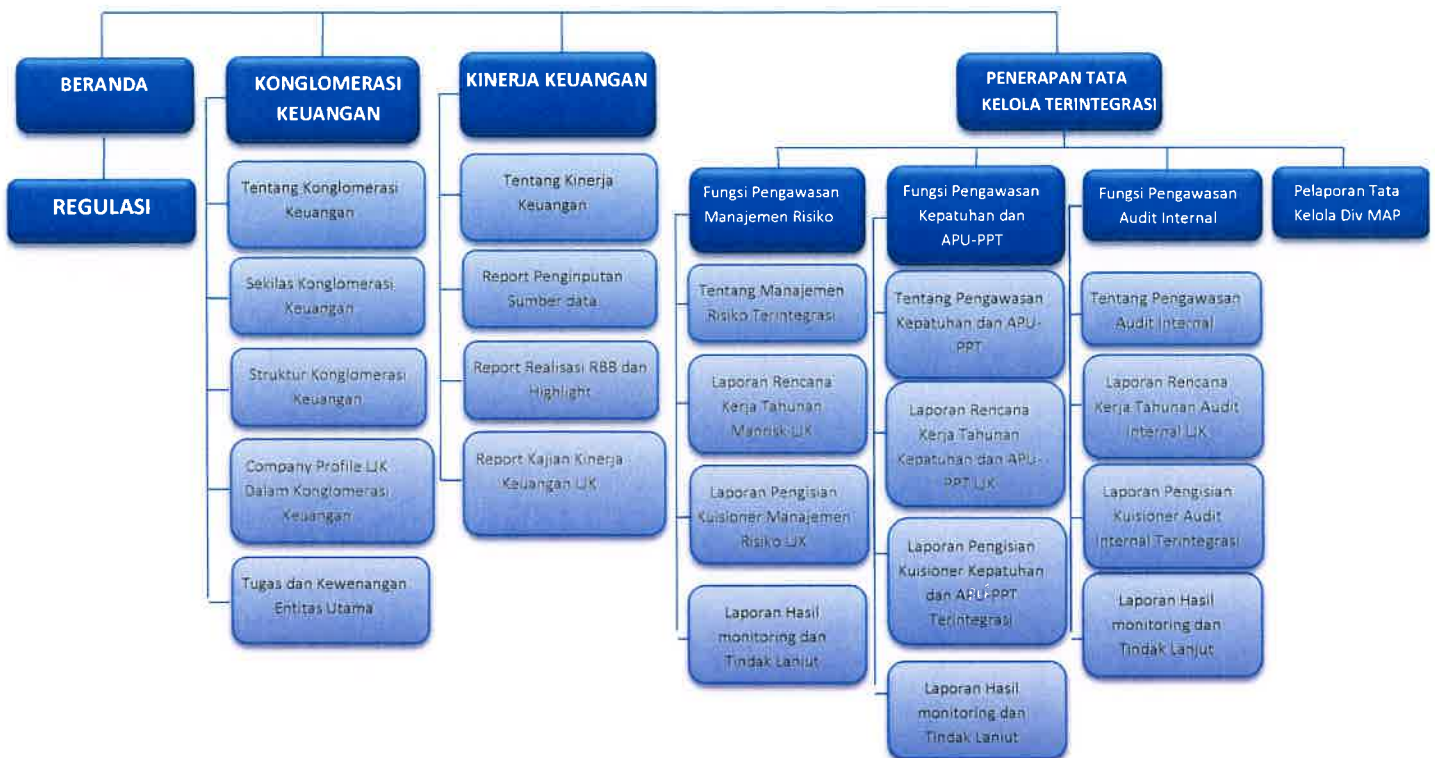 BERANDA
REGULASI
KONGLOMERASI
KEUANGAN
Tentang Konglomerasi
Keuangan
Sekilas Konglomerasi
Keuangan
Struktur Konglomerasi
Keuangan
Company Profile LJK
Dalam Konglomerasi
Keuangan
Tugas dan Kewenangan
Entitas Utama
KINERJA KEUANGAN
Tentang Kinerja
Keuangan
Report Penginputan
Sumber data
Report Realisasi RBB dan
Highlight
Report Kajian Kinerja
Keuangan LJK
PENERAPAN TATA
KELOLA TERINTEGRASI
Fungsi Pengawasan
Manajemen Risiko
Tentang Manajemen
Risiko Terintegrasi
Laporan Rencana
Kerja Tahunan
Manrisk LJK
Laporan Pengisian
Kuisioner Manajemen
Risiko LJK
Laporan Hasil
monitoring dan
Tindak Lanjut
Fungsi Pengawasan
Kepatuhan dan
APU-PPT
Tentang Pengawasan
Kepatuhan dan APU-
PPT
Laporan Rencana
Kerja Tahunan
Kepatuhan dan APU-
PPT LJK
Laporan Pengisian
Kuisioner Kepatuhan
dan APU-PPT
Terintegrasi
Laporan Hasil
monitoring dan
Tindak Lanjut
Fungsi Pengawasan
Audit Internal
Tentang Pengawasan
Audit Internal
Laporan Rencana
Kerja Tahunan Audit
Internal LJK
Laporan Pengisian
Kuisioner Audit
Internal Terintegrasi
Laporan Hasil
monitoring dan
Tindak Lanjut
Pelaporan Tata
Kelola Div MAP